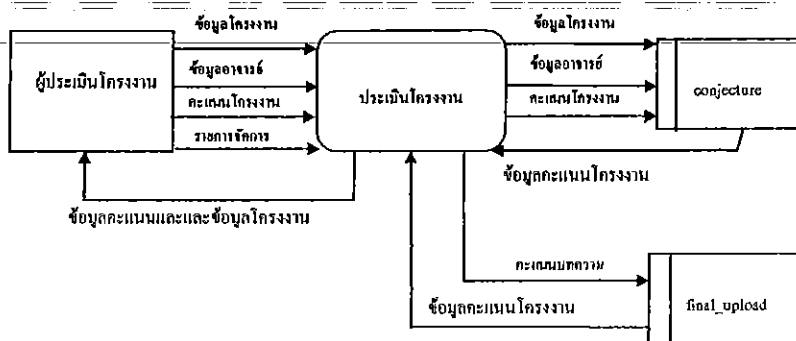 ข้อมูลโครงงาน
ข้อมูลโครงงาน
ผู้ประเมินโครงงาน
ข้อมูลอาจารย์
ประเมินโครงงาน
ข้อมูลอาจารย์
conjecture
คะแนนโครงงาน
คะแนนโครงงาน
รายการจัดการ
ข้อมูลคะแนนโครงงาน
ข้อมูลคะแนนและและข้อมูลโครงงาน
คะแนนบทความ
ข้อมูลคะแนนโครงงาน
final_upload